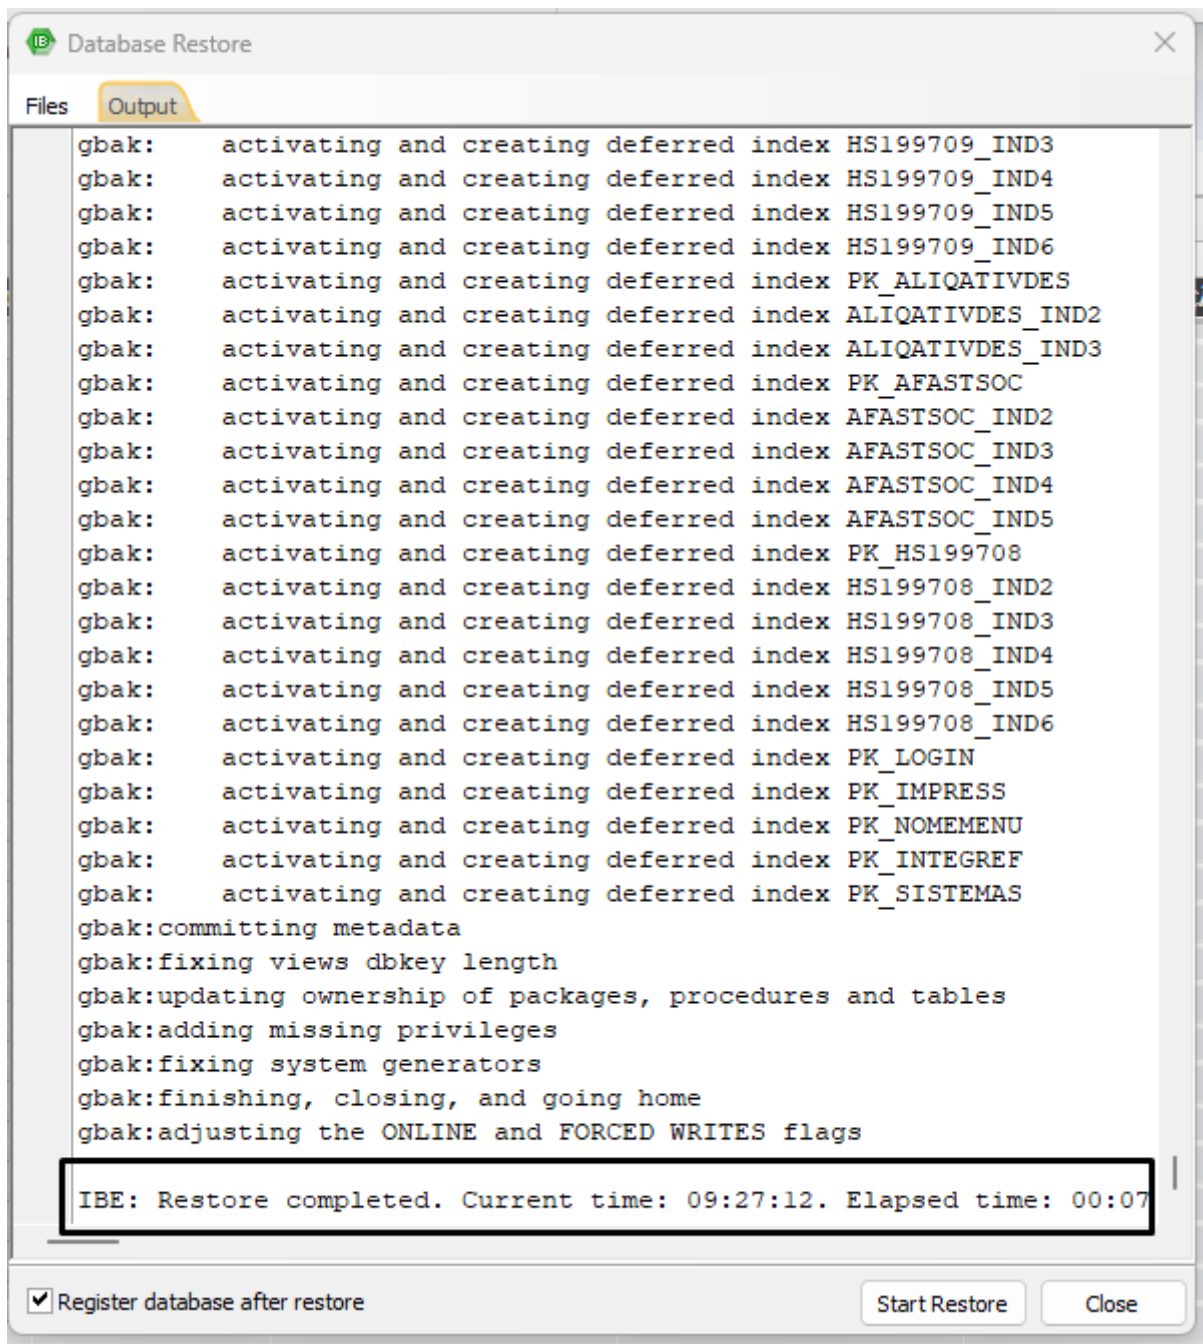 IB Database Restore
Files Output
gbak: activating and creating deferred index HS199709_IND3
gbak: activating and creating deferred index HS199709_IND4
gbak: activating and creating deferred index HS199709_IND5
gbak: activating and creating deferred index HS199709_IND6
gbak: activating and creating deferred index PK_ALIQATIVDES
gbak: activating and creating deferred index ALIQATIVDES_IND2
gbak: activating and creating deferred index ALIQATIVDES_IND3
gbak: activating and creating deferred index PK_AFASTSOC
gbak: activating and creating deferred index AFASTSOC_IND2
gbak: activating and creating deferred index AFASTSOC_IND3
gbak: activating and creating deferred index AFASTSOC_IND4
gbak: activating and creating deferred index AFASTSOC_IND5
gbak: activating and creating deferred index PK_HS199708
gbak: activating and creating deferred index HS199708_IND2
gbak: activating and creating deferred index HS199708_IND3
gbak: activating and creating deferred index HS199708_IND4
gbak: activating and creating deferred index HS199708_IND5
gbak: activating and creating deferred index HS199708_IND6
gbak: activating and creating deferred index PK_LOGIN
gbak: activating and creating deferred index PK_IMPRESS
gbak: activating and creating deferred index PK_NOMEMENU
gbak: activating and creating deferred index PK_INTEGREF
gbak: activating and creating deferred index PK_SISTEMAS
gbak:committing metadata
gbak:fixing views dbkey length
gbak:updating ownership of packages, procedures and tables
gbak:adding missing privileges
gbak:fixing system generators
gbak:finishing, closing, and going home
gbak:adjusting the ONLINE and FORCED WRITES flags
IBE: Restore completed. Current time: 09:27:12. Elapsed time: 00:07
Register database after restore
Start Restore
Close